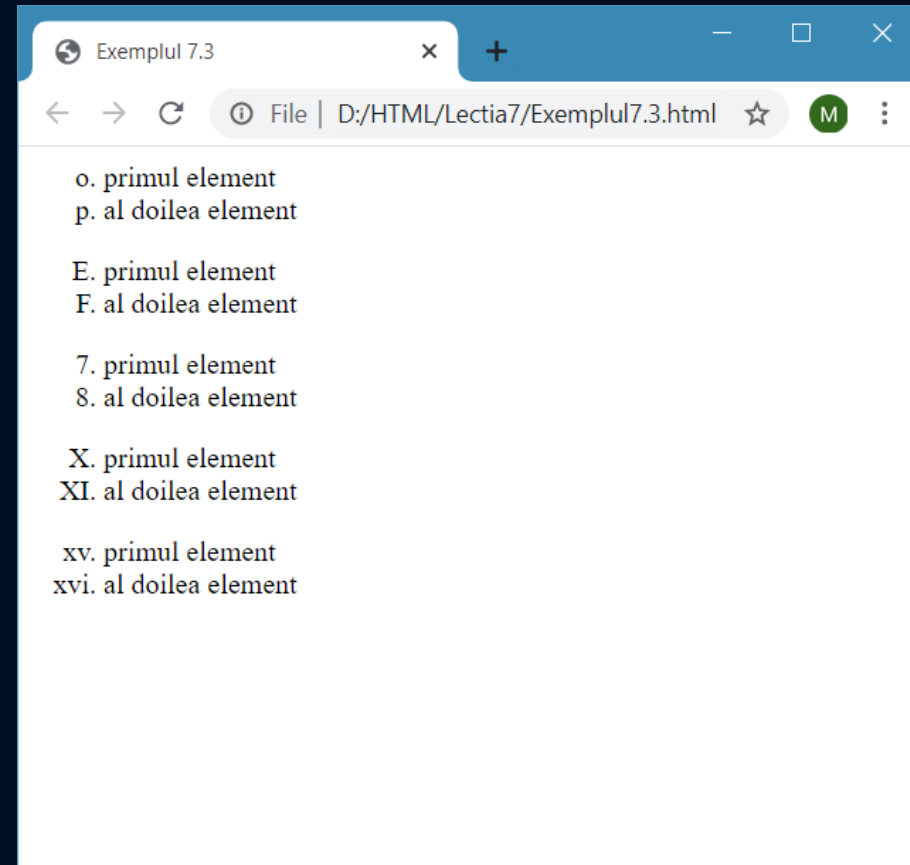 Exemplul 7.3
File | D:/HTML/Lectia7/Exemplul7.3.html
M
o. primul element
p. al doilea element
E. primul element
F. al doilea element
7. primul element
8. al doilea element
X. primul element
XI. al doilea element
xv. primul element
xvi. al doilea element